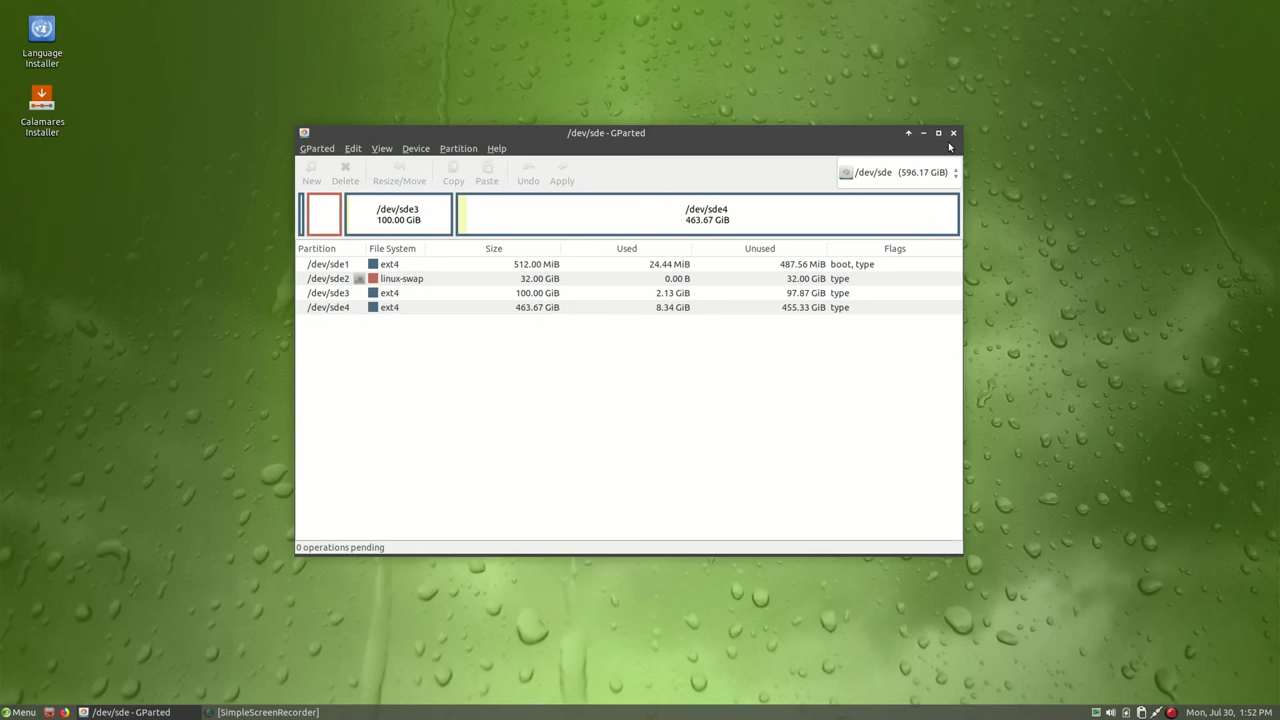 Language
Installer
Calamares
Installer
/dev/sde - GParted
GParted Edit View Device Partition Help
New Delete Resize/Move Copy Paste Undo Apply
/dev/sde (596.17 GiB)
/dev/sde3
100.00 GiB
/dev/sde4
463.67 GiB
Partition File System Size Used Unused Flags
/dev/sde1 ext4 512.00 MiB 24.44 MiB 487.56 MiB boot, type
/dev/sde2 linux-swap 32.00 GiB 0.00 B 32.00 GiB type
/dev/sde3 ext4 100.00 GiB 2.13 GiB 97.87 GiB type
/dev/sde4 ext4 463.67 GiB 8.34 GiB 455.33 GiB type
0 operations pending
Menu /dev/sde - GParted [SimpleScreenRecorder] Mon, Jul 30, 1:52 PM